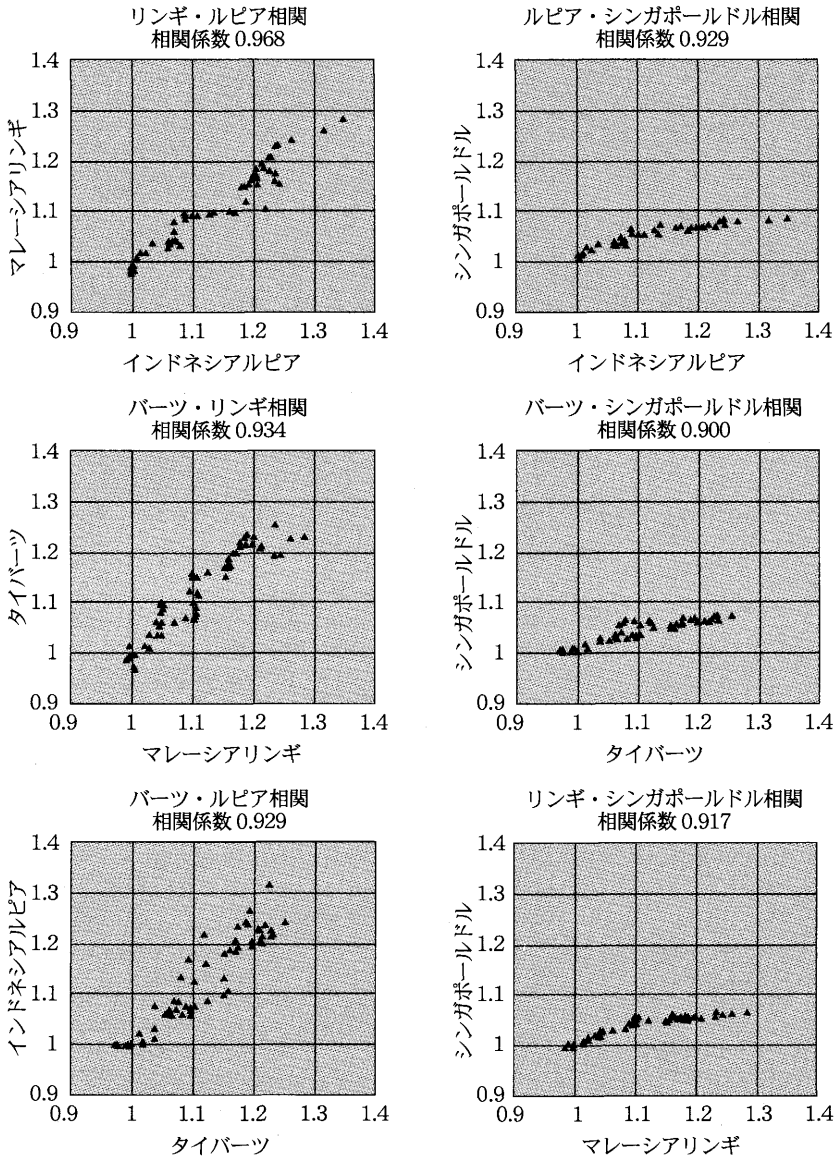 リンギ・ルピア相関
相関係数 0.968
1.4
1.3
1.2
1.1
1
0.9
マレーシアリンギ
0.9 1 1.1 1.2 1.3 1.4
インドネシアルピア
ルピア・シンガポールドル相関
相関係数 0.929
1.4
1.3
1.2
1.1
1
0.9
シンガポールドル
0.9 1 1.1 1.2 1.3 1.4
インドネシアルピア
バーツ・リンギ相関
相関係数 0.934
1.4
1.3
1.2
1.1
1
0.9
タイバーツ
0.9 1 1.1 1.2 1.3 1.4
マレーシアリンギ
バーツ・シンガポールドル相関
相関係数 0.900
1.4
1.3
1.2
1.1
1
0.9
シンガポールドル
0.9 1 1.1 1.2 1.3 1.4
タイバーツ
バーツ・ルピア相関
相関係数 0.929
1.4
1.3
1.2
1.1
1
0.9
インドネシアルピア
0.9 1 1.1 1.2 1.3 1.4
タイバーツ
リンギ・シンガポールドル相関
相関係数 0.917
1.4
1.3
1.2
1.1
1
0.9
シンガポールドル
0.9 1 1.1 1.2 1.3 1.4
マレーシアリンギ